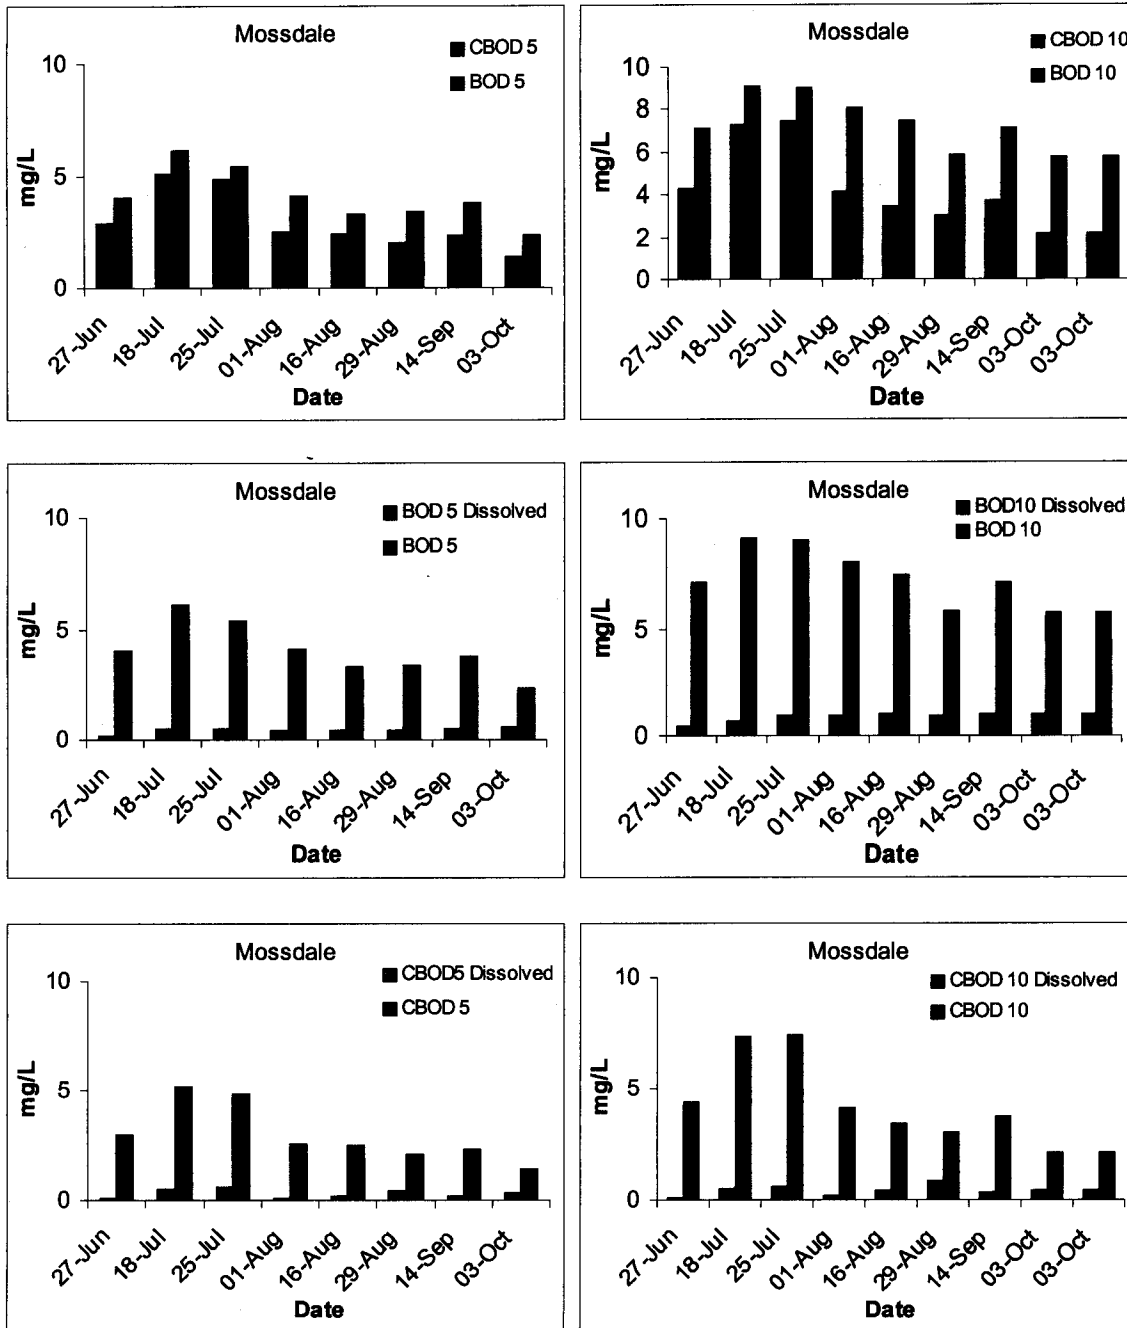 Mossdale
CBOD 5
BOD 5
10
5
0
mg/L
27-Jun
18-Jul
25-Jul
01-Aug
16-Aug
29-Aug
14-Sep
03-Oct
Date
Mossdale
CBOD 10
BOD 10
10
8
6
4
2
0
mg/L
27-Jun
18-Jul
25-Jul
01-Aug
16-Aug
29-Aug
14-Sep
03-Oct
03-Oct
Date
Mossdale
BOD 5 Dissolved
BOD 5
10
5
0
mg/L
27-Jun
18-Jul
25-Jul
01-Aug
16-Aug
29-Aug
14-Sep
03-Oct
Date
Mossdale
BOD10 Dissolved
BOD 10
10
5
0
mg/L
27-Jun
18-Jul
25-Jul
01-Aug
16-Aug
29-Aug
14-Sep
03-Oct
03-Oct
Date
Mossdale
CBOD5 Dissolved
CBOD 5
10
5
0
mg/L
27-Jun
18-Jul
25-Jul
01-Aug
16-Aug
29-Aug
14-Sep
03-Oct
Date
Mossdale
CBOD 10 Dissolved
CBOD 10
10
5
0
mg/L
27-Jun
18-Jul
25-Jul
01-Aug
16-Aug
29-Aug
14-Sep
03-Oct
03-Oct
Date